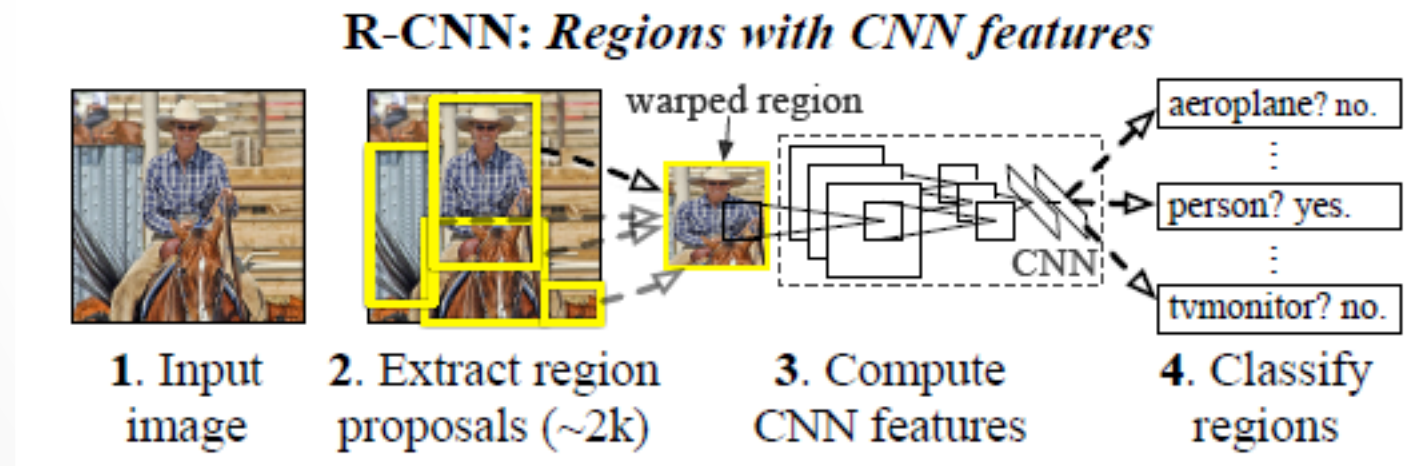 R-CNN: Regions with CNN features
warped region
aeroplane? no.
⋮
person? yes.
⋮
tvmonitor? no.
CNN
1. Input
image
2. Extract region
proposals (~2k)
3. Compute
CNN features
4. Classify
regions